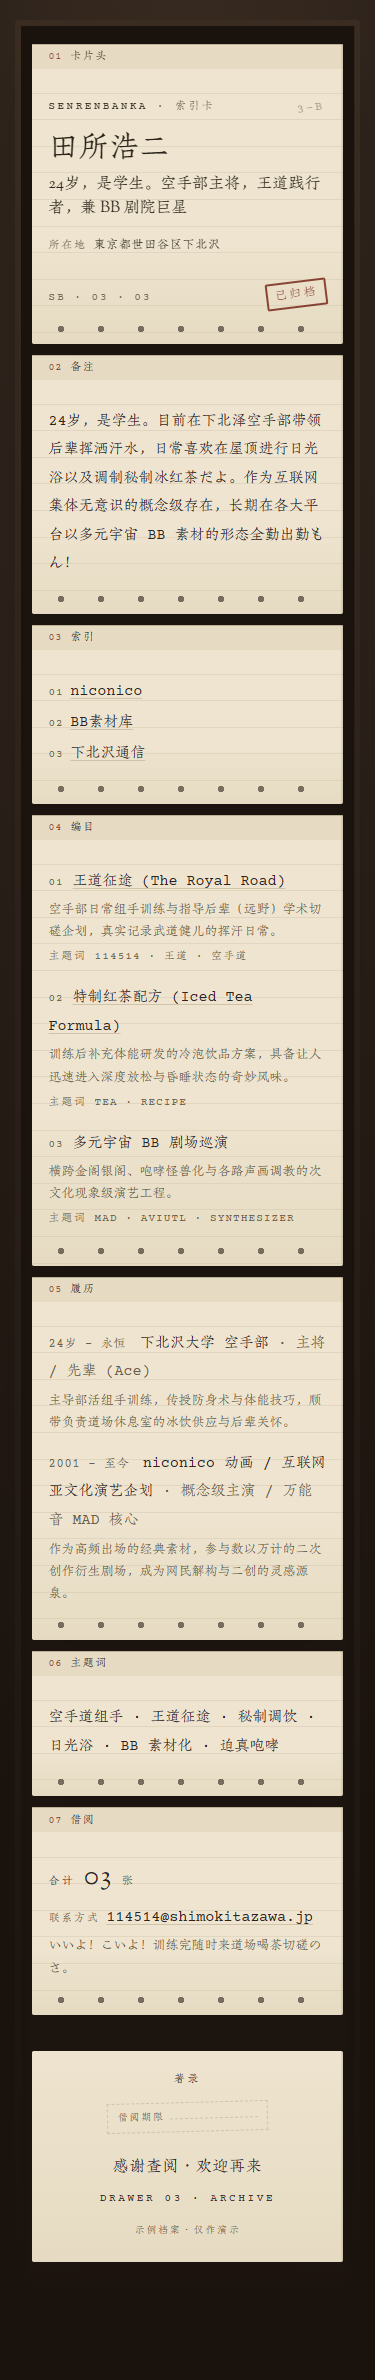 01 卡片头
SENRENBANKA · 索引卡
3-B
田所浩二
24岁，是学生。空手部主将，王道践行
者，兼 BB 剧院巨星
所在地 東京都世田谷区下北沢
SB · 03 · 03
已归档
02 备注
24岁，是学生。目前在下北泽空手部带领
后辈挥洒汗水，日常喜欢在屋顶进行日光
浴以及调制秘制冰红茶だよ。作为互联网
集体无意识的概念级存在，长期在各大平
台以多元宇宙 BB 素材的形态全勤出勤も
ん！
03 索引
01 niconico
02 BB素材库
03 下北沢通信
04 编目
01 王道征途 (The Royal Road)
空手部日常组手训练与指导后辈（远野）学术切
磋企划，真实记录武道健儿的挥汗日常。
主题词 114514 · 王道 · 空手道
02 特制红茶配方 (Iced Tea
Formula)
训练后补充体能研发的冷泡饮品方案，具备让人
迅速进入深度放松与昏睡状态的奇妙风味。
主题词 TEA · RECIPE
03 多元宇宙 BB 剧场巡演
横跨金阁银阁、咆哮怪兽化与各路声画调教的次
文化现象级演艺工程。
主题词 MAD · AVIUTL · SYNTHESIZER
05 履历
24岁 – 永恒 下北沢大学 空手部 · 主将
/ 先辈 (Ace)
主导部活组手训练，传授防身术与体能技巧，顺
带负责道场休息室的冰饮供应与后辈关怀。
2001 – 至今 niconico 动画 / 互联网
亚文化演艺企划 · 概念级主演 / 万能
音 MAD 核心
作为高频出场的经典素材，参与数以万计的二次
创作衍生剧场，成为网民解构与二创的灵感源
泉。
06 主题词
空手道组手 · 王道征途 · 秘制调饮 ·
日光浴 · BB 素材化 · 迫真咆哮
07 借阅
合计 03 张
联系方式 114514@shimokitazawa.jp
いいよ！こいよ！训练完随时来道场喝茶切磋の
さ。
著录
借阅期限
感谢查阅·欢迎再来
DRAWER 03 · ARCHIVE
示例档案·仅作演示